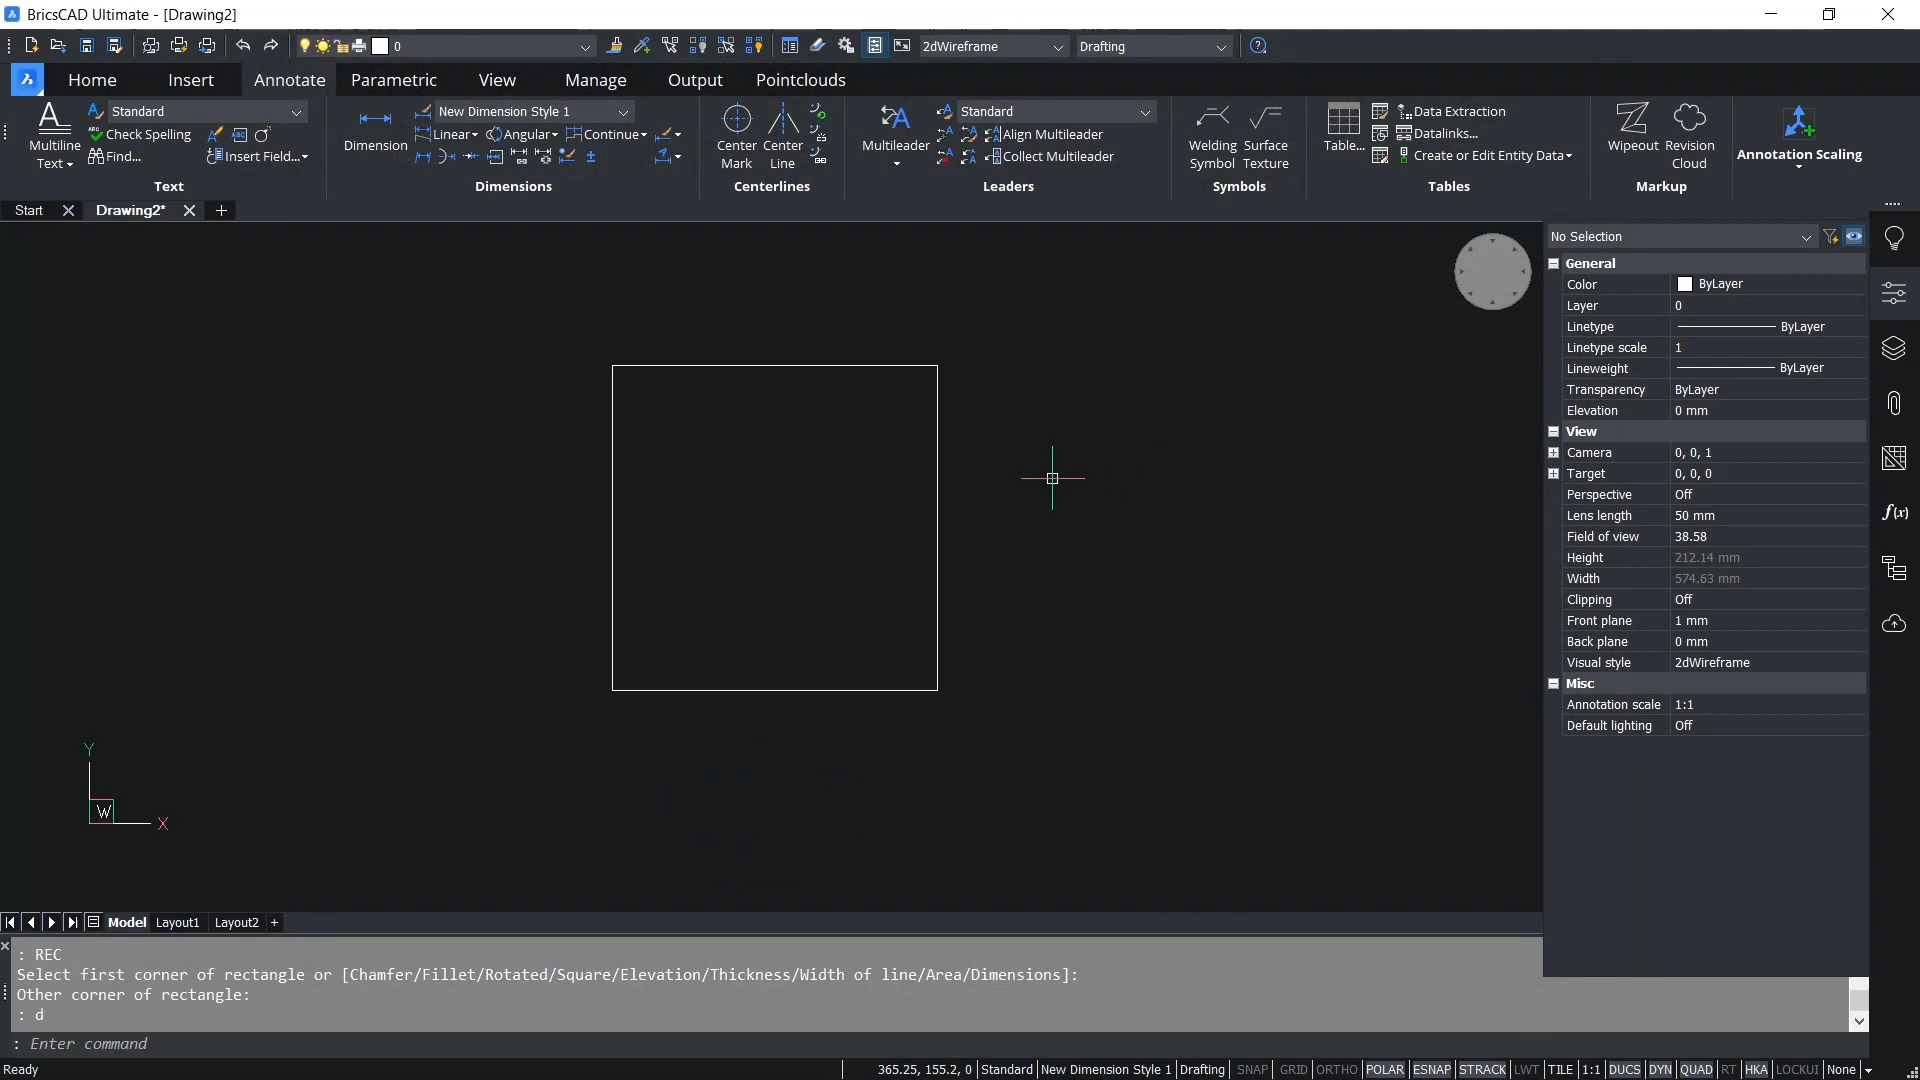 BricsCAD Ultimate - [Drawing2]
0
2dWireframe
Drafting
Home Insert Annotate Parametric View Manage Output Pointclouds
Multiline Text
Standard
Check Spelling
Find...
Insert Field...
Text
Dimension
New Dimension Style 1
Linear Angular Continue
Dimensions
Center Mark
Center Line
Centerlines
Multileader
Standard
Align Multileader
Collect Multileader
Leaders
Welding Symbol
Surface Texture
Symbols
Table...
Data Extraction
Datalinks...
Create or Edit Entity Data
Tables
Wipeout
Revision Cloud
Markup
Annotation Scaling
Start Drawing2*
No Selection
General
Color ByLayer
Layer 0
Linetype ByLayer
Linetype scale 1
Lineweight ByLayer
Transparency ByLayer
Elevation 0 mm
View
Camera 0, 0, 1
Target 0, 0, 0
Perspective Off
Lens length 50 mm
Field of view 38.58
Height 212.14 mm
Width 574.63 mm
Clipping Off
Front plane 1 mm
Back plane 0 mm
Visual style 2dWireframe
Misc
Annotation scale 1:1
Default lighting Off
f(x)
Y
W
X
Model Layout1 Layout2 +
: REC
Select first corner of rectangle or [Chamfer/Fillet/Rotated/Square/Elevation/Thickness/Width of line/Area/Dimensions]:
Other corner of rectangle:
: d
: Enter command
Ready
365.25, 155.2, 0 Standard New Dimension Style 1 Drafting SNAP GRID ORTHO POLAR ESNAP STRACK LWT TILE 1:1 DUCS DYN QUAD RT HKA LOCKUI None